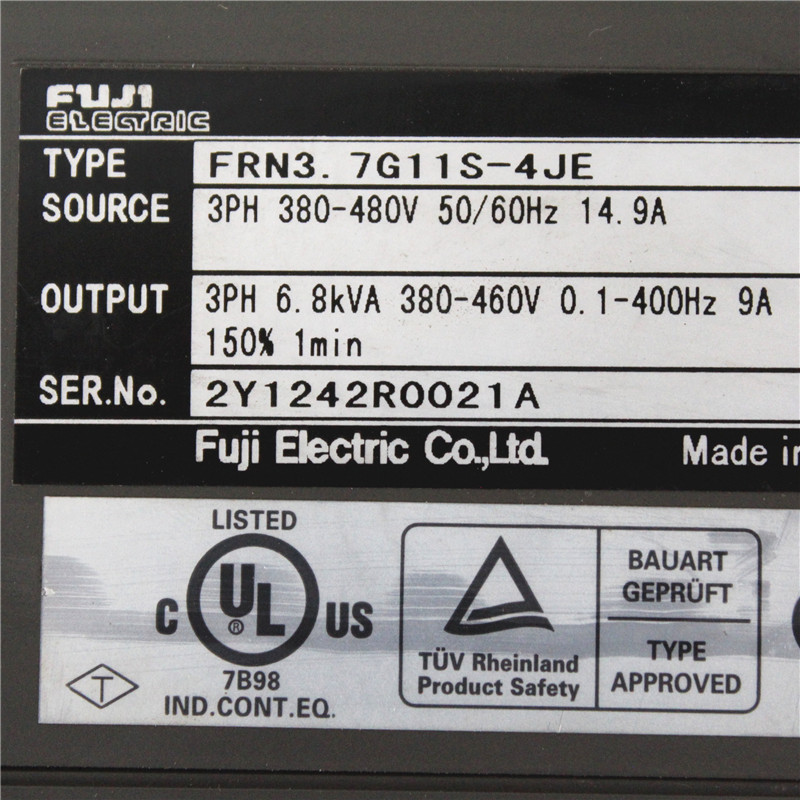 FUJI
ELECTRIC
TYPE FRN3.7G11S-4JE
SOURCE 3PH 380-480V 50/60Hz 14.9A
OUTPUT 3PH 6.8kVA 380-460V 0.1-400Hz 9A
150% 1min
SER.No. 2Y1242R0021A
Fuji Electric Co.,Ltd. Made in
LISTED
C UL US
®
7B98
IND.CONT.EQ.
T
TÜV Rheinland
Product Safety
BAUART
GEPRÜFT
TYPE
APPROVED